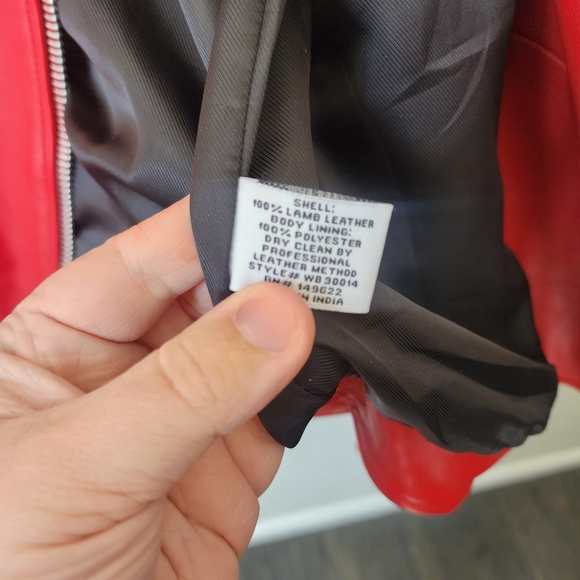 SHELL:
100% LAMB LEATHER
BODY LINING:
100% POLYESTER
DRY CLEAN BY
PROFESSIONAL
LEATHER METHOD
STYLE# WB30014
RN# 149622
IN INDIA